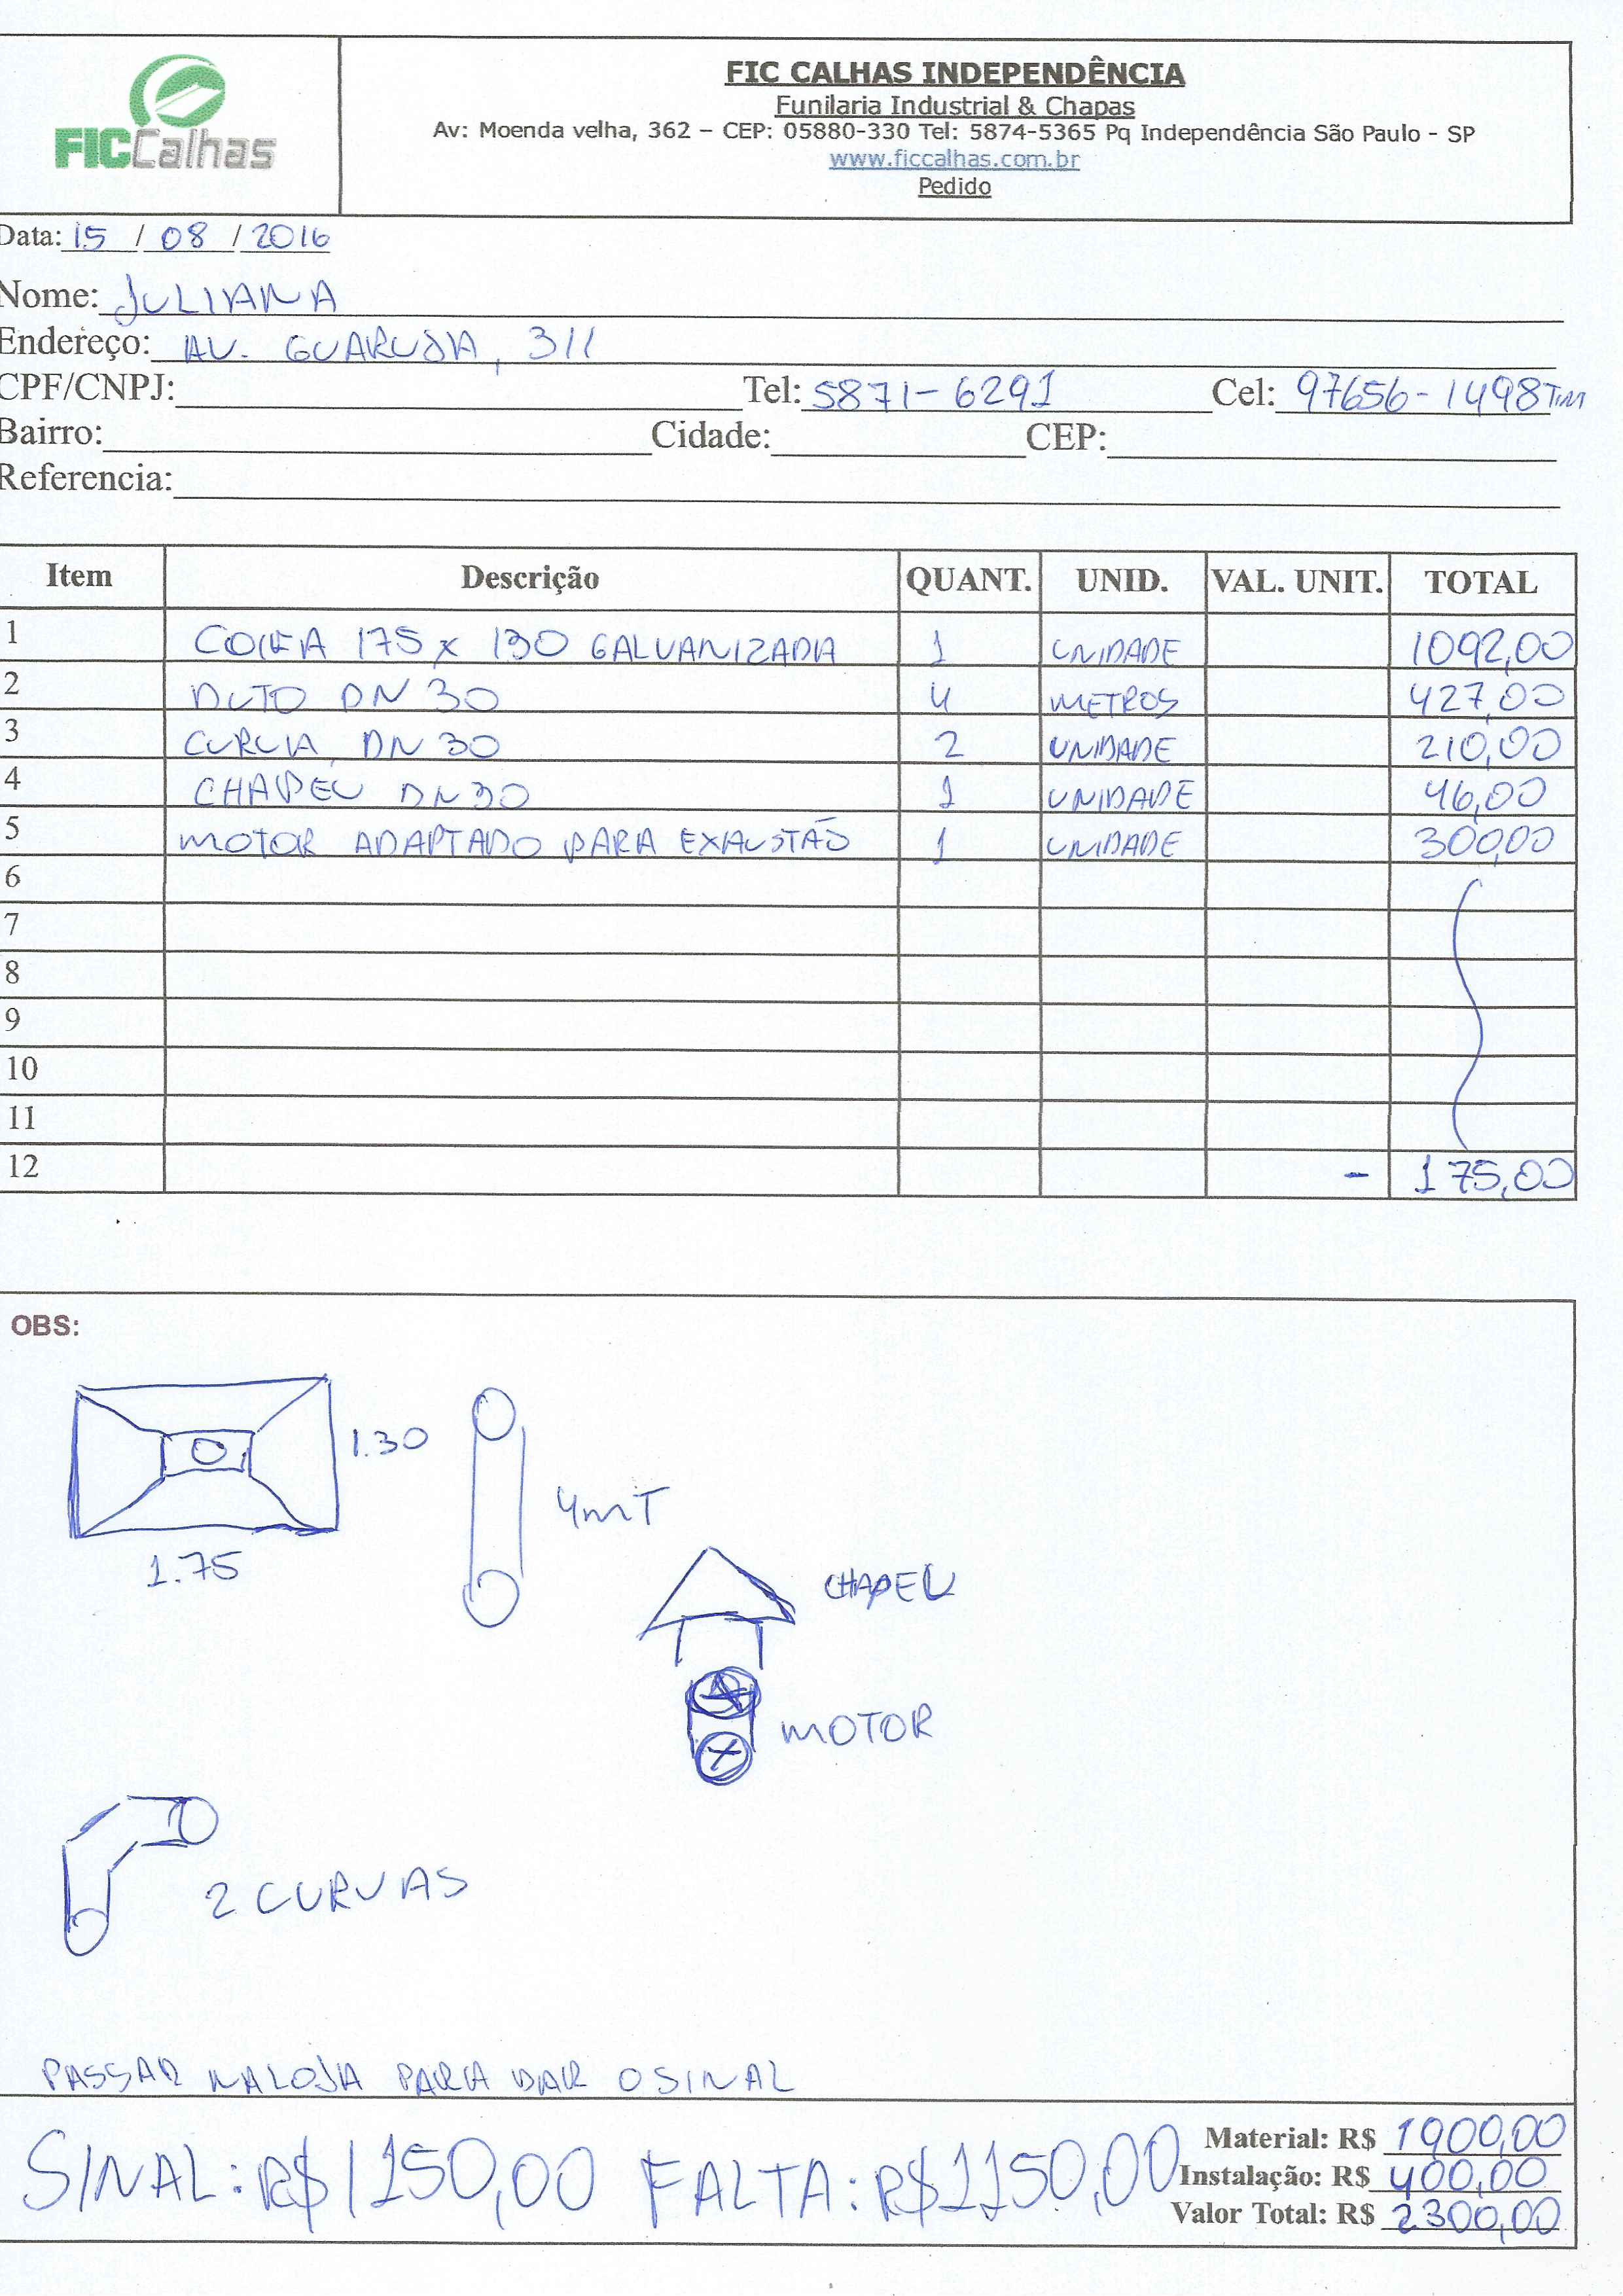 FICCalhas
FIC CALHAS INDEPENDÊNCIA
Funilaria Industrial & Chapas
Av: Moenda velha, 362 – CEP: 05880-330 Tel: 5874-5365 Pq Independência São Paulo - SP
www.ficcalhas.com.br
Pedido
Data: 15 / 08 / 2016
Nome: JULIANA
Endereço: AV. GUARUJA, 311
CPF/CNPJ: Tel: 5871-6291 Cel: 97656-1498 TIM
Bairro: Cidade: CEP:
Referencia:
Item Descrição QUANT. UNID. VAL. UNIT. TOTAL
1 COIFA 175 x 130 GALVANIZADA 1 UNIDADE 1092,00
2 DUTO DN 30 4 METROS 427,00
3 CURVA DN 30 2 UNIDADE 210,00
4 CHAPEU DN 30 1 UNIDADE 46,00
5 MOTOR ADAPTADO PARA EXAUSTÃO 1 UNIDADE 300,00
6
7
8
9
10
11
12 - 175,00
OBS:
1.30
4mT
1.75
CHAPEU
MOTOR
2 CURVAS
PASSAR NA LOJA PARA DAR O SINAL
SINAL: R$ 1150,00 FALTA: R$ 1150,00
Material: R$ 1900,00
Instalação: R$ 400,00
Valor Total: R$ 2300,00